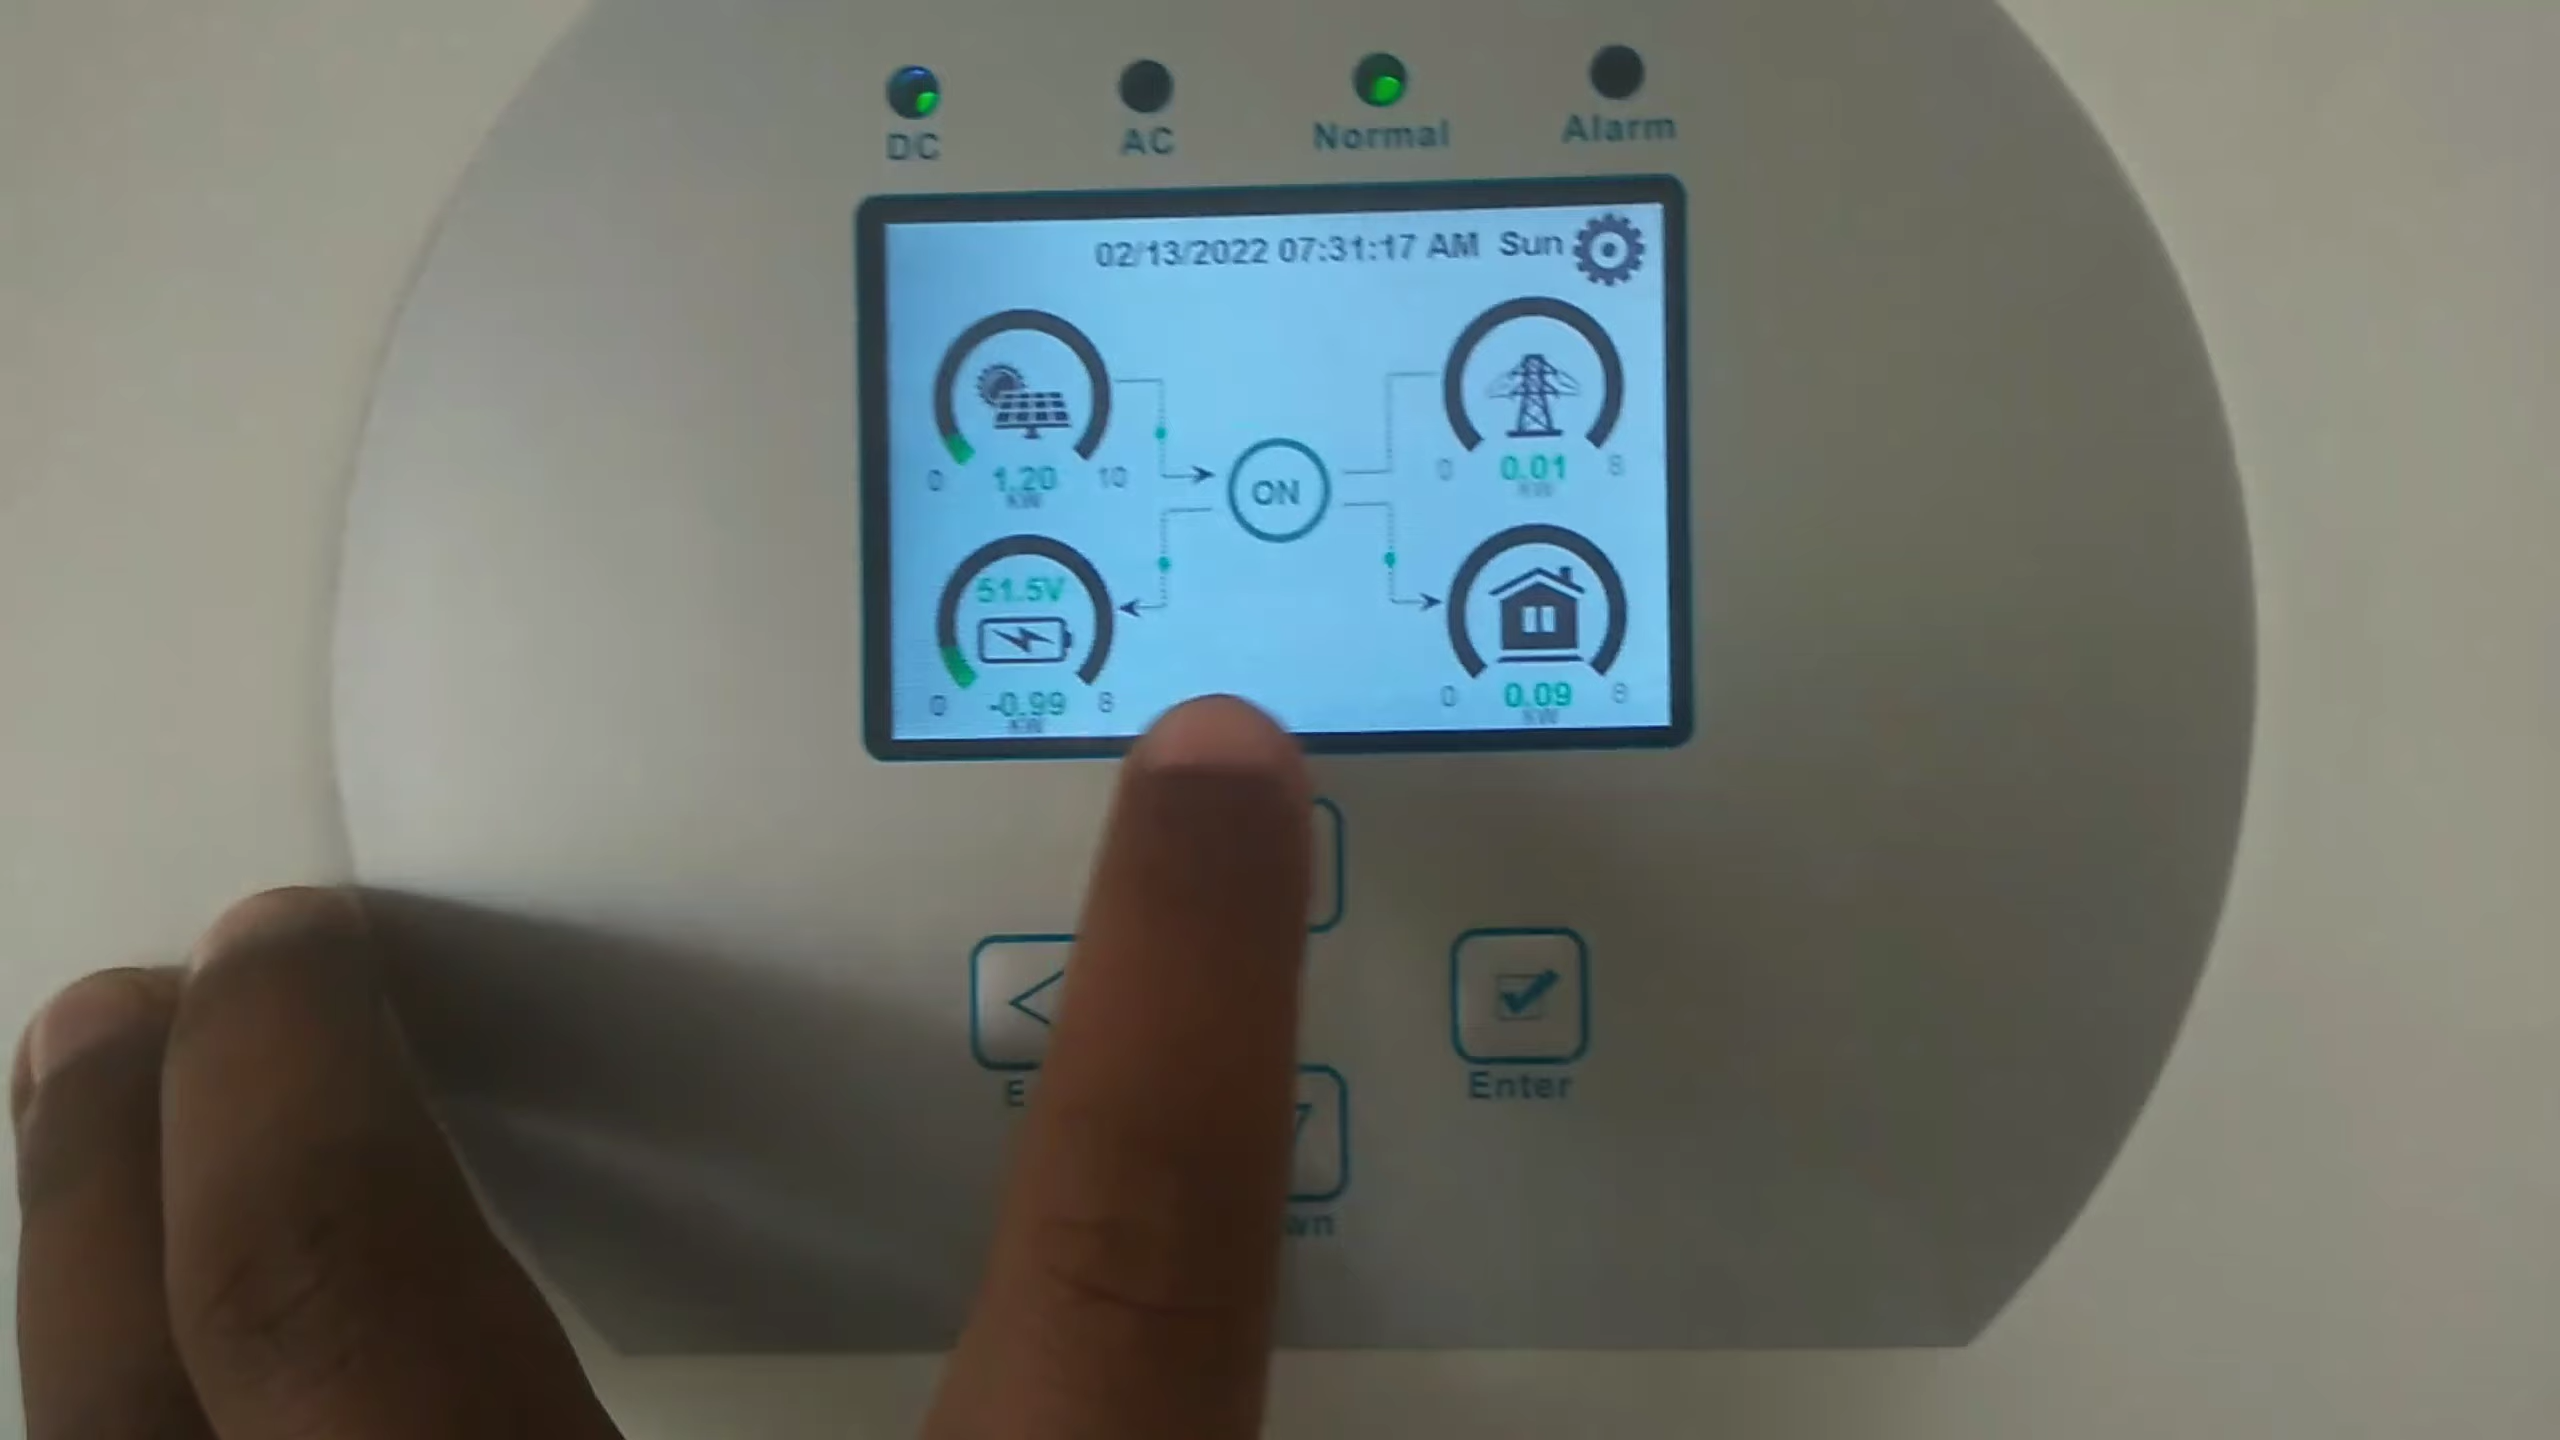 DC AC Normal Alarm
02/13/2022 07:31:17 AM Sun
0 1.20 10
KW
0 0.01 8
KW
ON
51.5V
0 -0.99 8
KW
0 0.09 8
KW
Enter